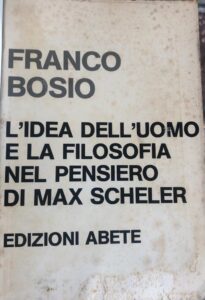 FRANCO
BOSIO
L'IDEA DELL'UOMO
E LA FILOSOFIA
NEL PENSIERO
DI MAX SCHELER
EDIZIONI ABETE